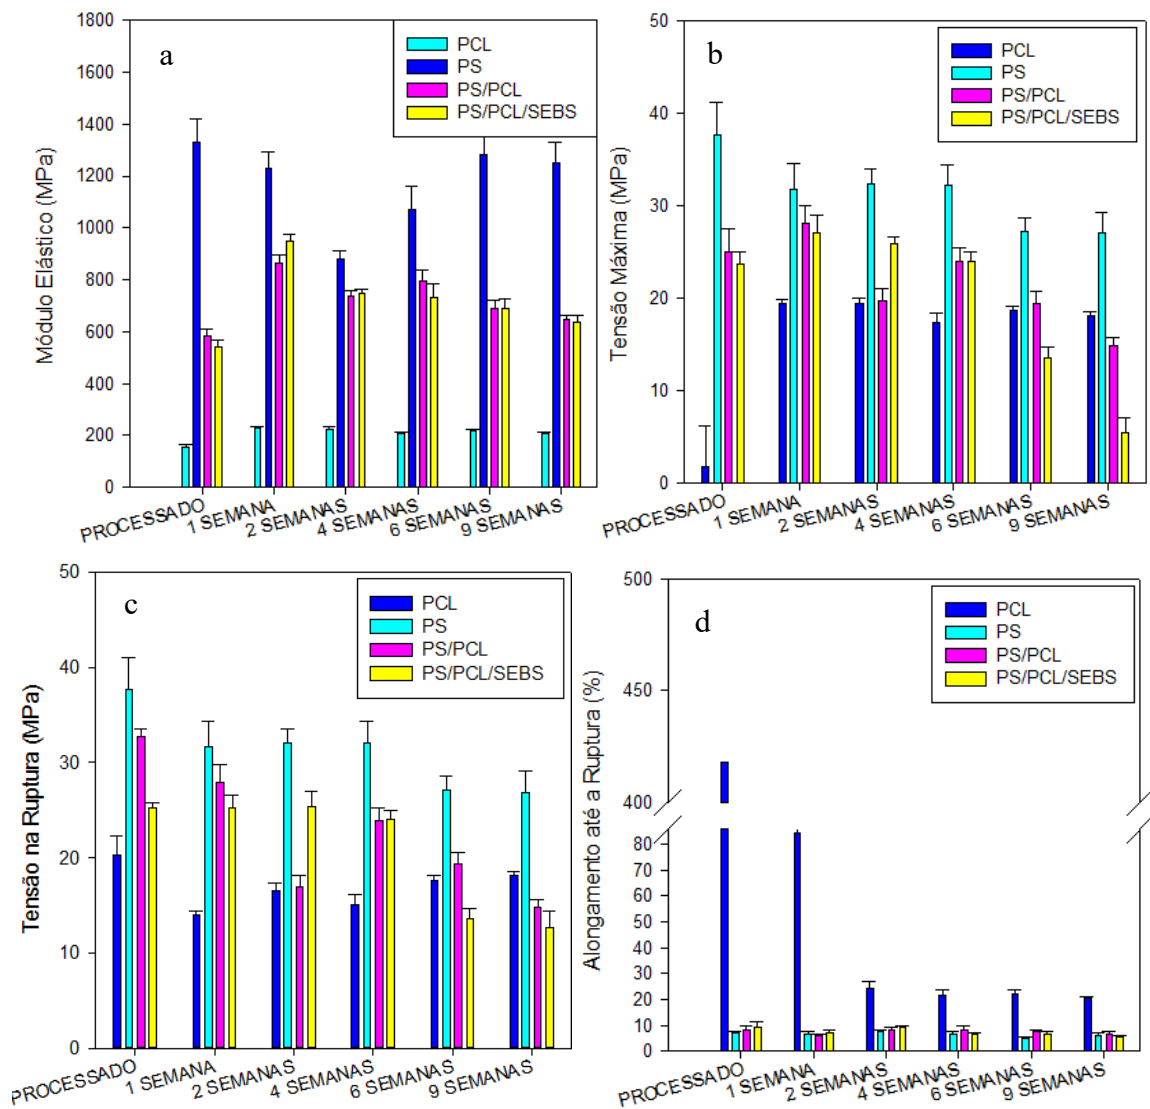 a
Módulo Elástico (MPa)
1800
1600
1400
1200
1000
800
600
400
200
0
PCL
PS
PS/PCL
PS/PCL/SEBS
PROCESSADO
1 SEMANA
2 SEMANAS
4 SEMANAS
6 SEMANAS
9 SEMANAS
b
Tensão Máxima (MPa)
50
40
30
20
10
0
PCL
PS
PS/PCL
PS/PCL/SEBS
PROCESSADO
1 SEMANA
2 SEMANAS
4 SEMANAS
6 SEMANAS
9 SEMANAS
c
Tensão na Ruptura (MPa)
50
40
30
20
10
0
PCL
PS
PS/PCL
PS/PCL/SEBS
PROCESSADO
1 SEMANA
2 SEMANAS
4 SEMANAS
6 SEMANAS
9 SEMANAS
d
Alongamento até a Ruptura (%)
500
450
400
80
70
60
50
40
30
20
10
0
PCL
PS
PS/PCL
PS/PCL/SEBS
PROCESSADO
1 SEMANA
2 SEMANAS
4 SEMANAS
6 SEMANAS
9 SEMANAS